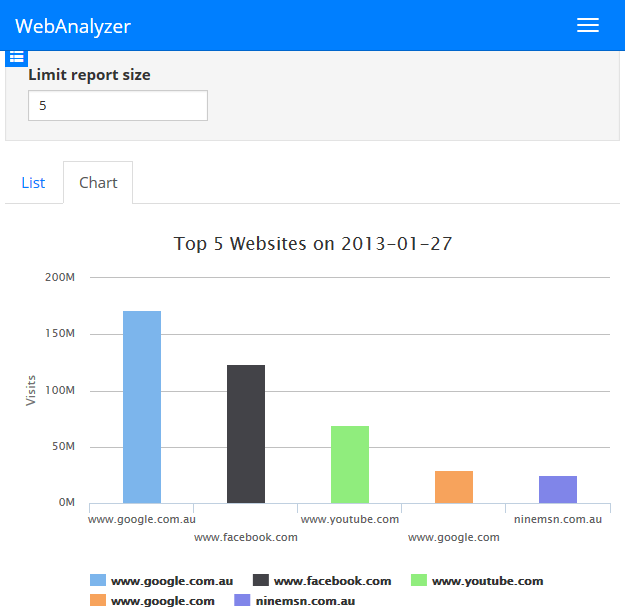 WebAnalyzer
Limit report size
5
List
Chart
Top 5 Websites on 2013-01-27
200M
150M
100M
50M
0M
Visits
www.google.com.au
www.facebook.com
www.youtube.com
www.google.com
ninemsn.com.au
www.google.com.au www.facebook.com www.youtube.com
www.google.com ninemsn.com.au